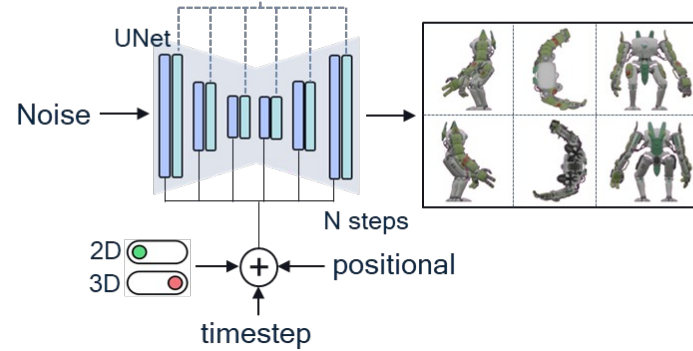 UNet
Noise
N steps
2D
positional
3D
timestep